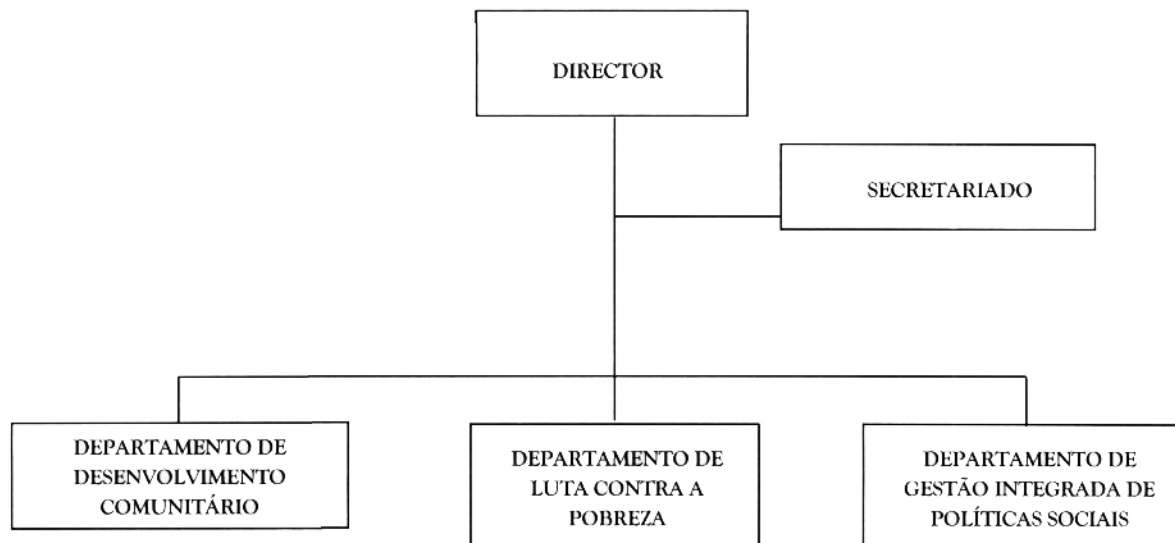 DIRECTOR
SECRETARIADO
DEPARTAMENTO DE
DESENVOLVIMENTO
COMUNITÁRIO
DEPARTAMENTO DE
LUTA CONTRA A
POBREZA
DEPARTAMENTO DE
GESTÃO INTEGRADA DE
POLÍTICAS SOCIAIS